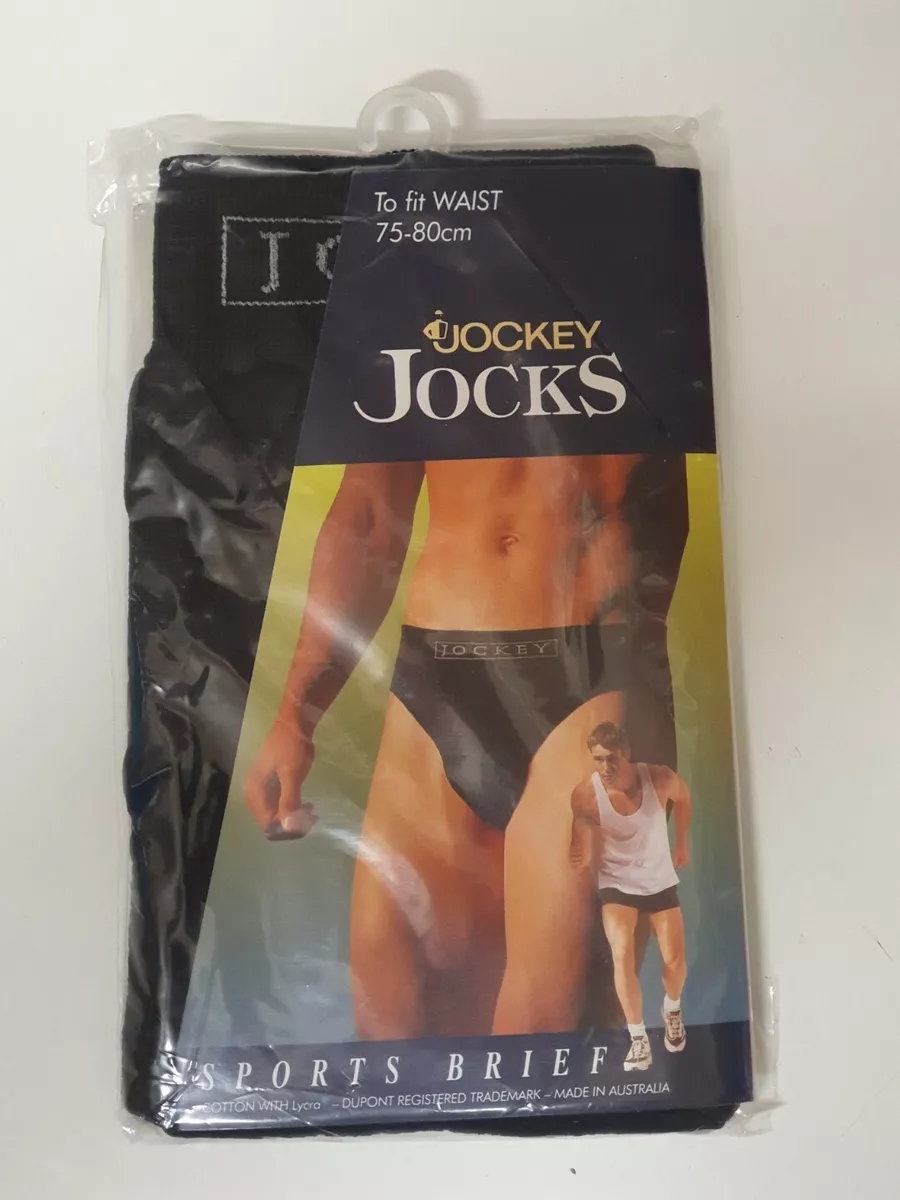 To fit WAIST
75-80cm
JOCKEY
JOCKS
JOCKEY
SPORTS BRIEF
COTTON WITH Lycra – DUPONT REGISTERED TRADEMARK – MADE IN AUSTRALIA